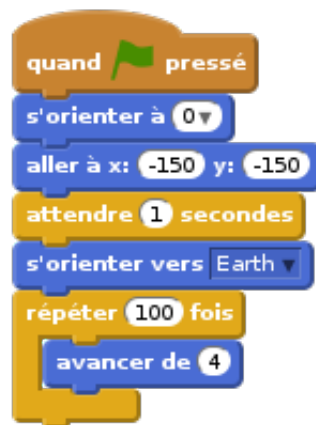 quand pressé
s'orienter à 0
aller à x: -150 y: -150
attendre 1 secondes
s'orienter vers Earth
répéter 100 fois
avancer de 4